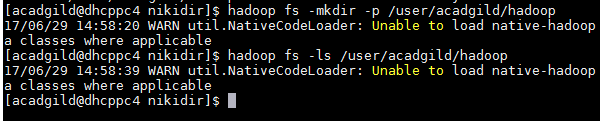 [acadgild@dhcppc4 nikidir]$ hadoop fs -mkdir -p /user/acadgild/hadoop
17/06/29 14:58:20 WARN util.NativeCodeLoader: Unable to load native-hadoop
a classes where applicable
[acadgild@dhcppc4 nikidir]$ hadoop fs -ls /user/acadgild/hadoop
17/06/29 14:58:39 WARN util.NativeCodeLoader: Unable to load native-hadoop
a classes where applicable
[acadgild@dhcppc4 nikidir]$